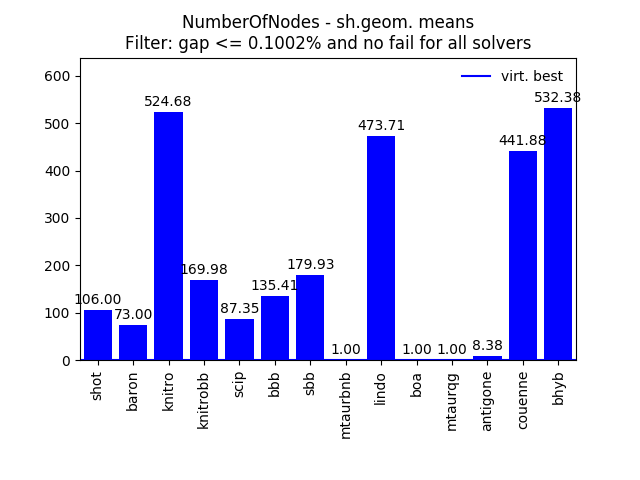 NumberOfNodes - sh.geom. means
Filter: gap <= 0.1002% and no fail for all solvers
600
500
400
300
200
100
0
virt. best
106.00
73.00
524.68
169.98
87.35
135.41
179.93
1.00
473.71
1.00
1.00
8.38
441.88
532.38
shot
baron
knitro
knitrobb
scip
bbb
sbb
mtaurbnb
lindo
boa
mtaurqg
antigone
couenne
bhyb